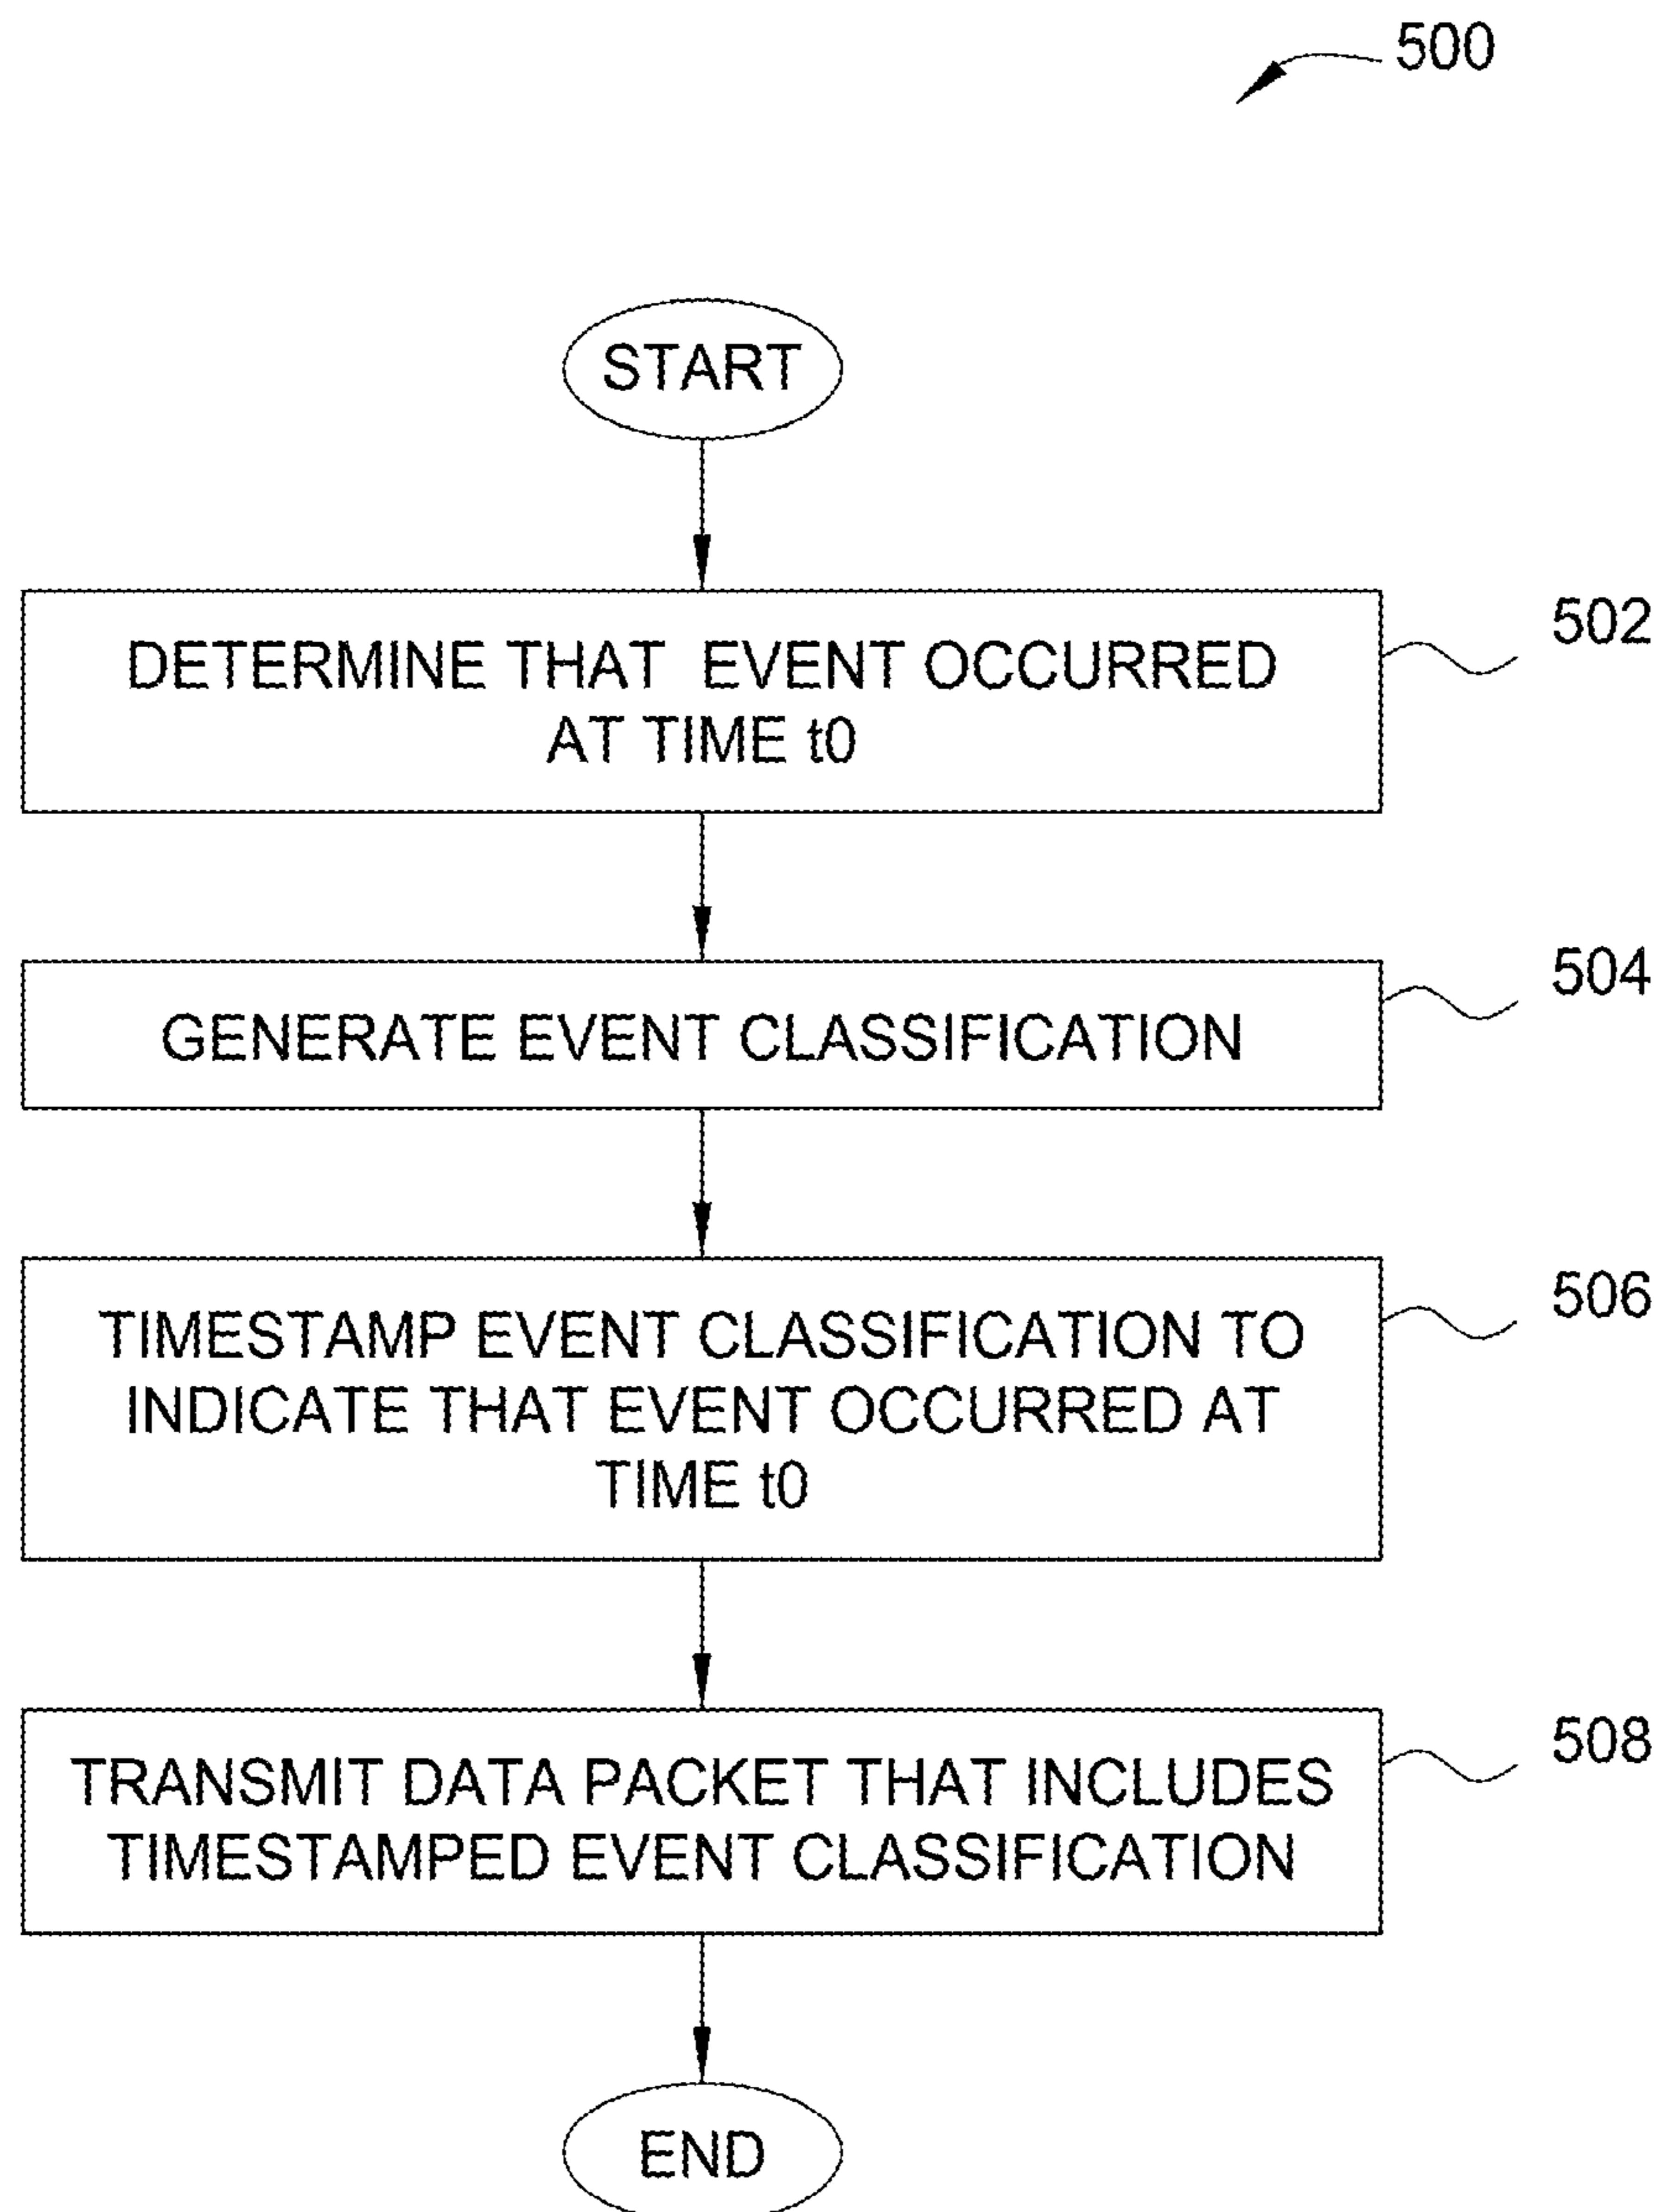 500
START
DETERMINE THAT EVENT OCCURRED
AT TIME t0
502
GENERATE EVENT CLASSIFICATION
504
TIMESTAMP EVENT CLASSIFICATION TO
INDICATE THAT EVENT OCCURRED AT
TIME t0
506
TRANSMIT DATA PACKET THAT INCLUDES
TIMESTAMPED EVENT CLASSIFICATION
508
END